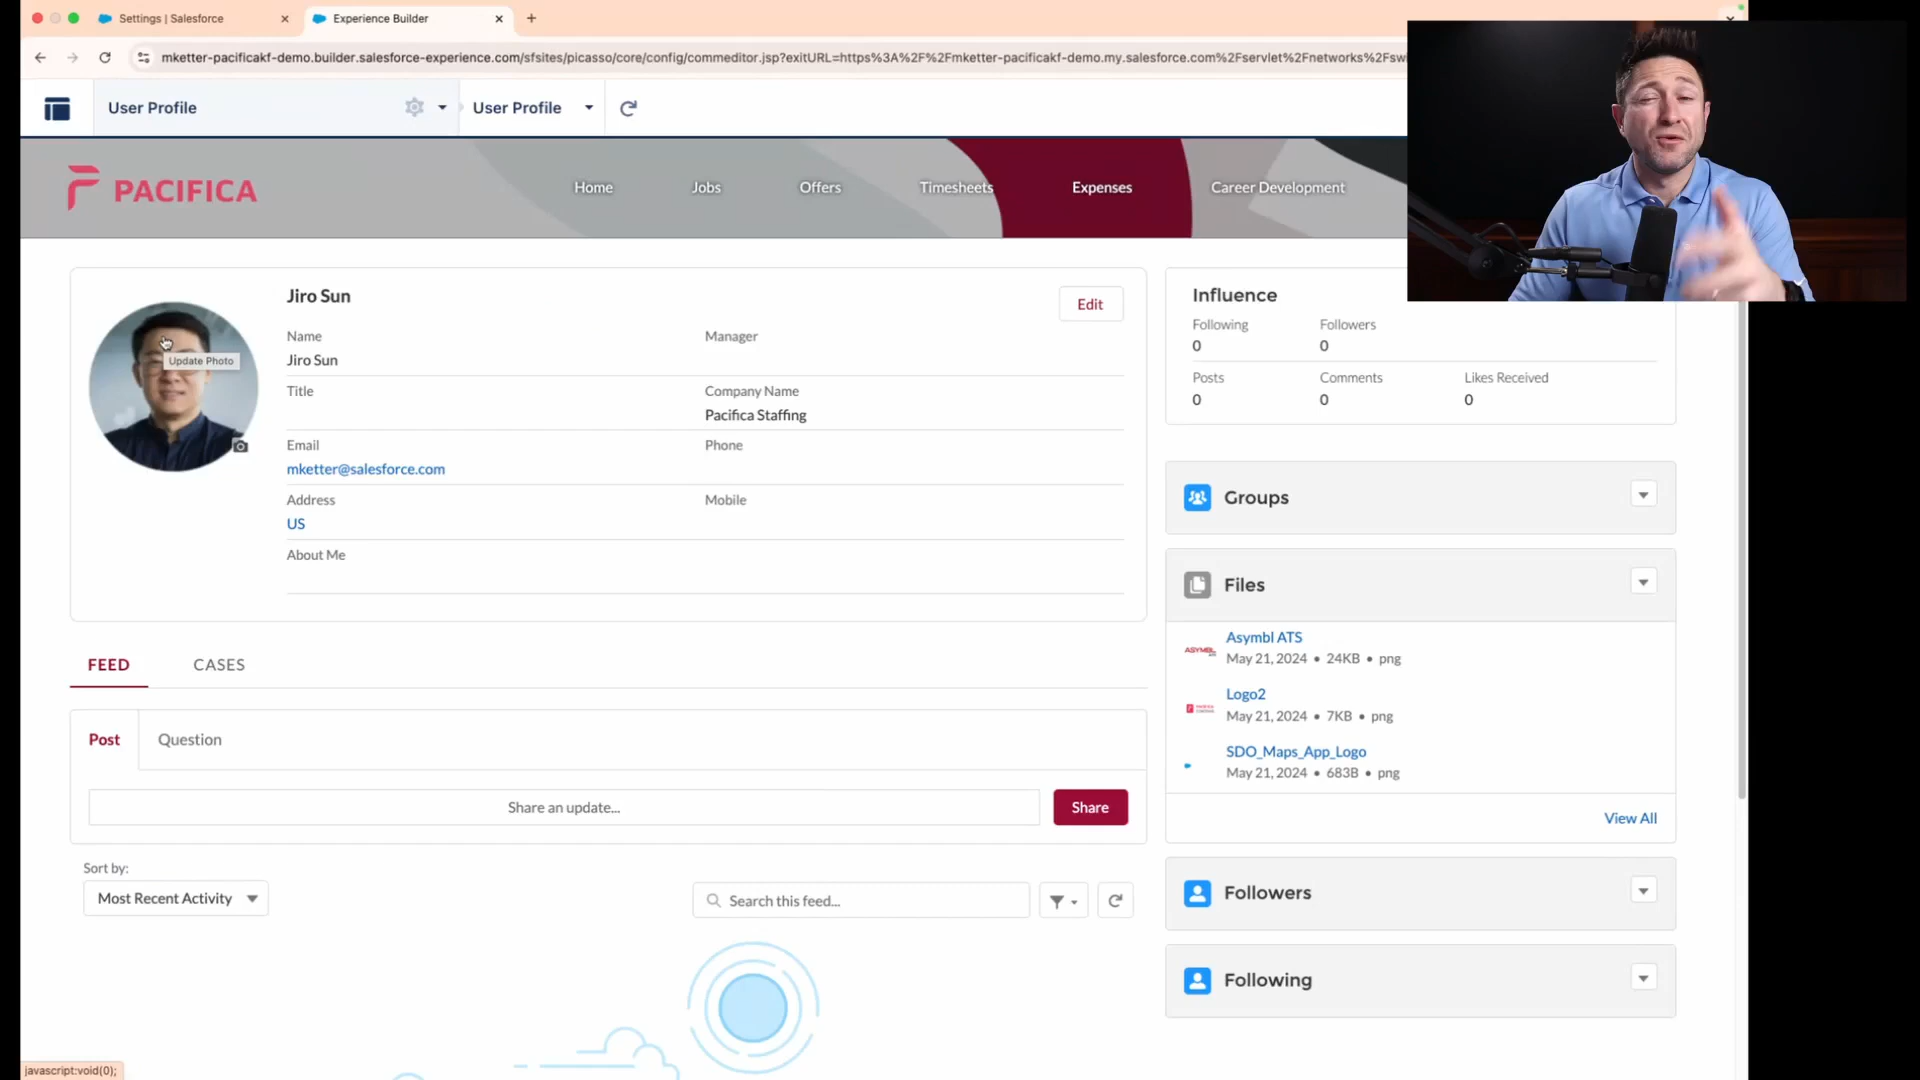 Settings | Salesforce
Experience Builder
mketter-pacificakf-demo.builder.salesforce-experience.com/sfsites/picasso/core/config/commeditor.jsp?exitURL=https%3A%2F%2Fmketter-pacificakf-demo.my.salesforce.com%2Fservlet%2Fnetworks%2Fsw
User Profile
User Profile
PACIFICA
Home
Jobs
Offers
Timesheets
Expenses
Career Development
Jiro Sun
Edit
Name
Jiro Sun
Manager
Update Photo
Title
Company Name
Pacifica Staffing
Email
mketter@salesforce.com
Phone
Address
US
Mobile
About Me
Influence
Following
0
Followers
0
Posts
0
Comments
0
Likes Received
0
Groups
Files
ASYMBL
Asymbl ATS
May 21, 2024 • 24KB • png
Logo2
May 21, 2024 • 7KB • png
SDO_Maps_App_Logo
May 21, 2024 • 683B • png
View All
Followers
Following
FEED
CASES
Post
Question
Share an update...
Share
Sort by:
Most Recent Activity
Search this feed...
javascript:void(0);